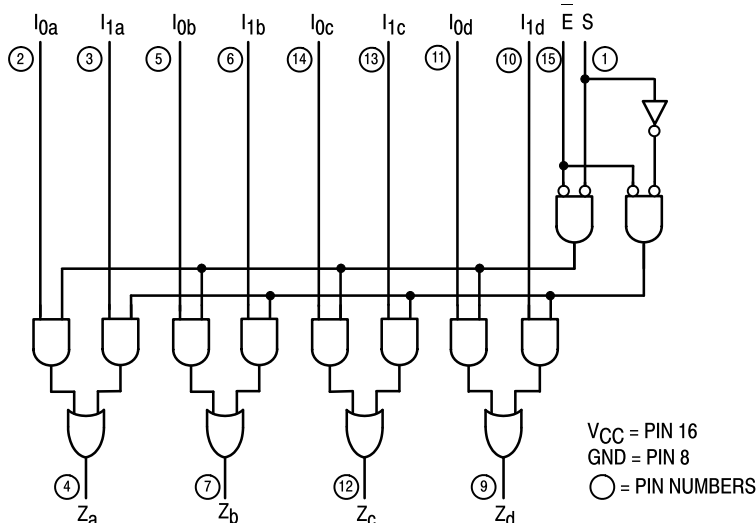 I0a I1a I0b I1b I0c I1c I0d I1d E̅ S
2 3 5 6 14 13 11 10 15 1
VCC = PIN 16
GND = PIN 8
= PIN NUMBERS
4 7 12 9
Za Zb Zc Zd